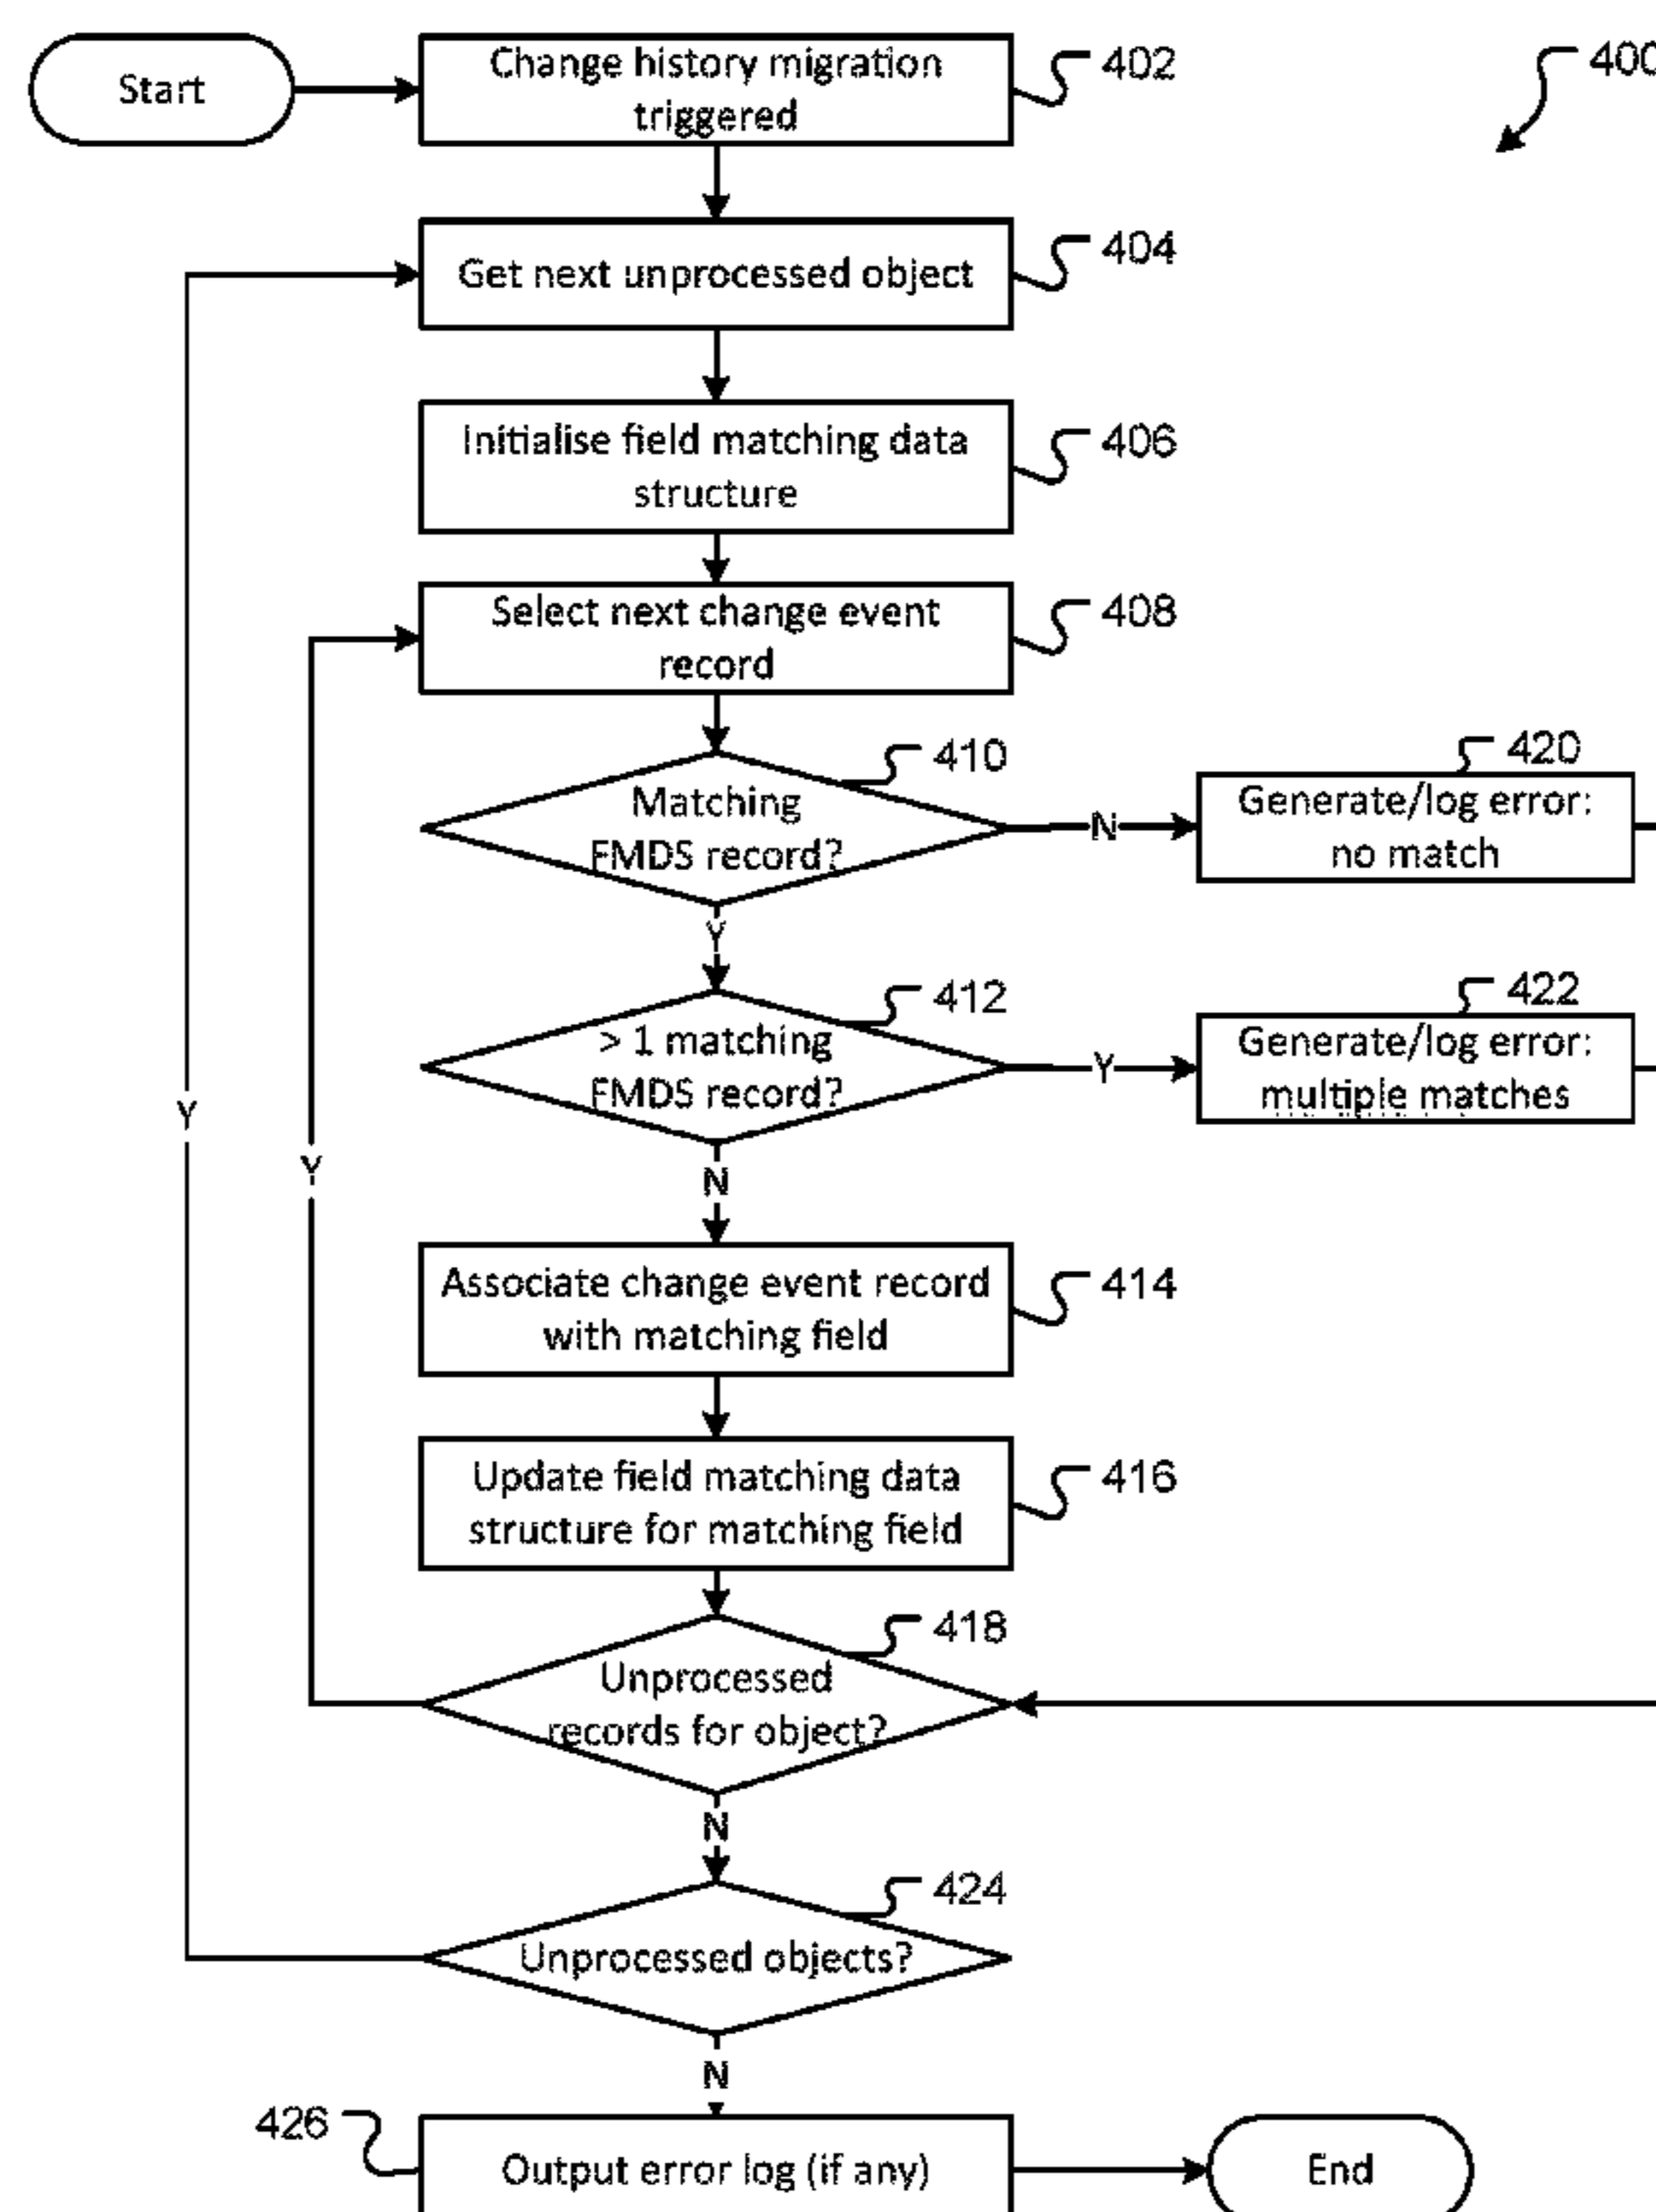 Start
Change history migration
triggered
402
400
Get next unprocessed object
404
Initialise field matching data
structure
406
Select next change event
record
408
410
Matching
FMDS record?
N
420
Generate/log error:
no match
Y
412
> 1 matching
FMDS record?
Y
422
Generate/log error:
multiple matches
Y
Y
N
Associate change event record
with matching field
414
Update field matching data
structure for matching field
416
418
Unprocessed
records for object?
N
424
Unprocessed objects?
N
426
Output error log (if any)
End